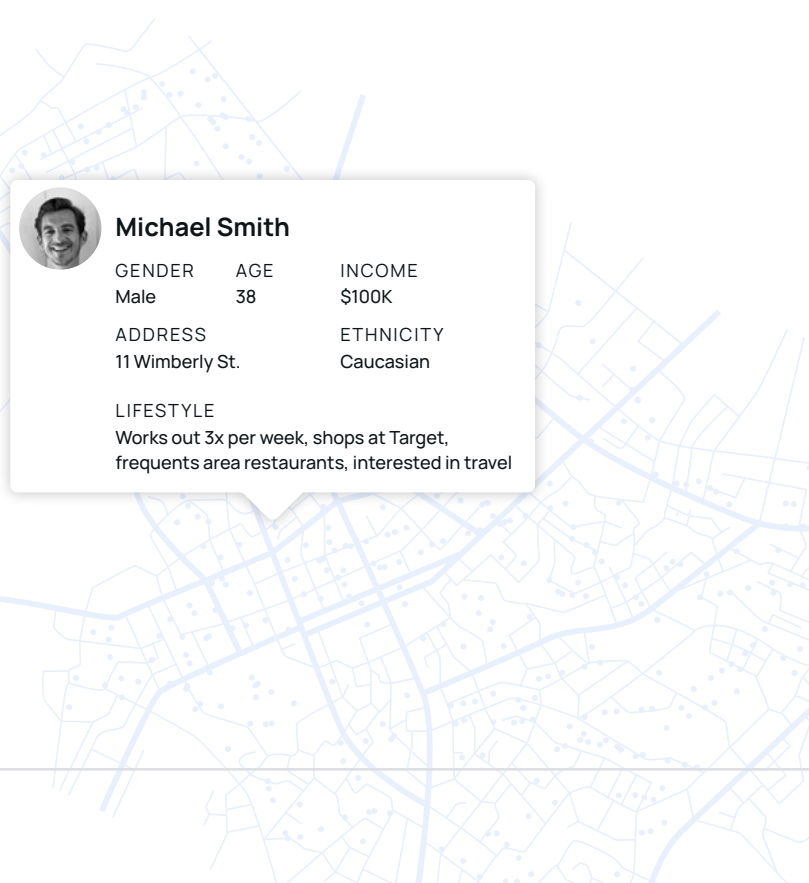 Michael Smith
GENDER AGE INCOME
Male 38 $100K
ADDRESS ETHNICITY
11 Wimberly St. Caucasian
LIFESTYLE
Works out 3x per week, shops at Target,
frequents area restaurants, interested in travel